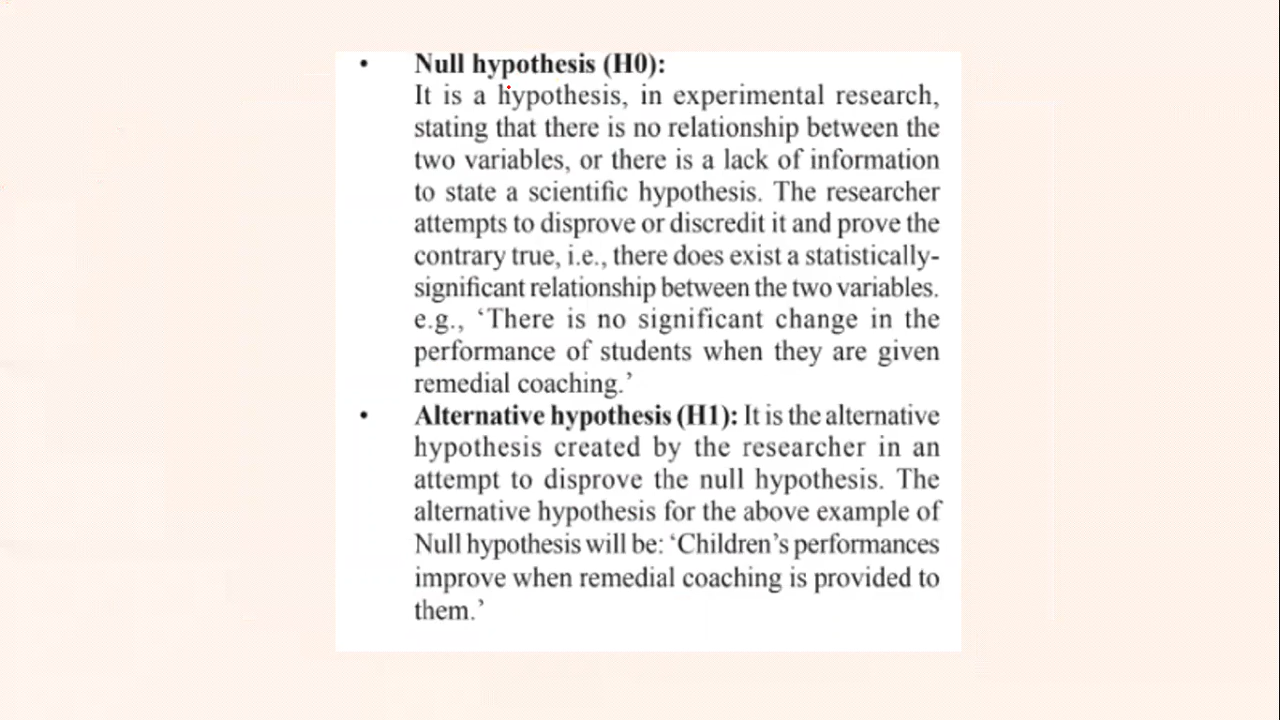 • Null hypothesis (H0):
It is a hypothesis, in experimental research,
stating that there is no relationship between the
two variables, or there is a lack of information
to state a scientific hypothesis. The researcher
attempts to disprove or discredit it and prove the
contrary true, i.e., there does exist a statistically-
significant relationship between the two variables.
e.g., ‘There is no significant change in the
performance of students when they are given
remedial coaching.’
• Alternative hypothesis (H1): It is the alternative
hypothesis created by the researcher in an
attempt to disprove the null hypothesis. The
alternative hypothesis for the above example of
Null hypothesis will be: ‘Children’s performances
improve when remedial coaching is provided to
them.’